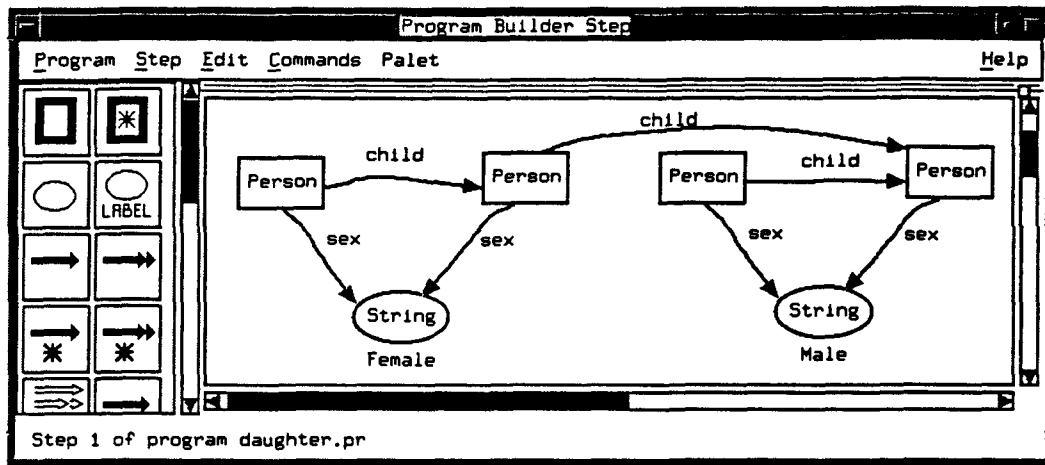 Program Builder Step
Program Step Edit Commands Palet Help
LABEL
child
child
child
Person
Person
Person
Person
sex
sex
sex
sex
String
String
Female
Male
Step 1 of program daughter.pr